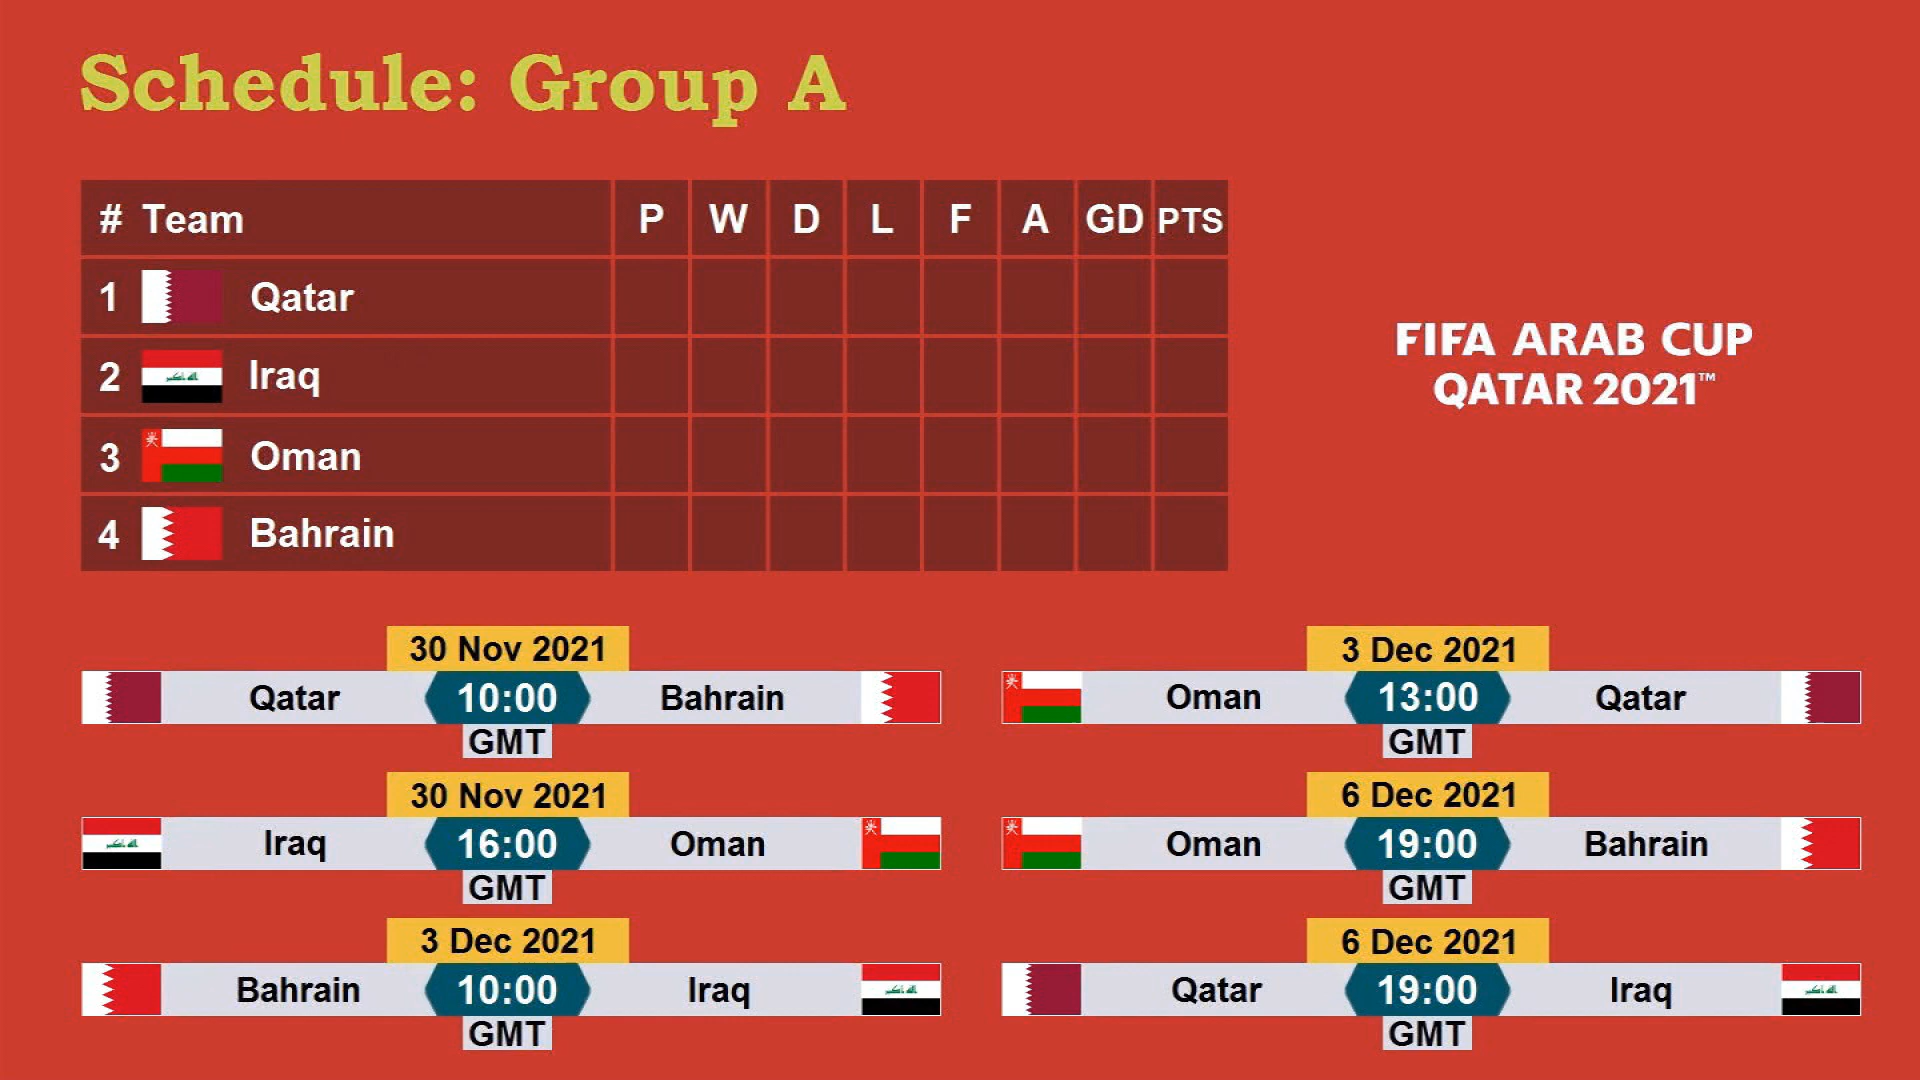 Schedule: Group A
# Team P W D L F A GD PTS
1 Qatar
2 Iraq
3 Oman
4 Bahrain
FIFA ARAB CUP
QATAR 2021™
30 Nov 2021
Qatar 10:00 Bahrain
GMT
30 Nov 2021
Iraq 16:00 Oman
GMT
3 Dec 2021
Bahrain 10:00 Iraq
GMT
3 Dec 2021
Oman 13:00 Qatar
GMT
6 Dec 2021
Oman 19:00 Bahrain
GMT
6 Dec 2021
Qatar 19:00 Iraq
GMT